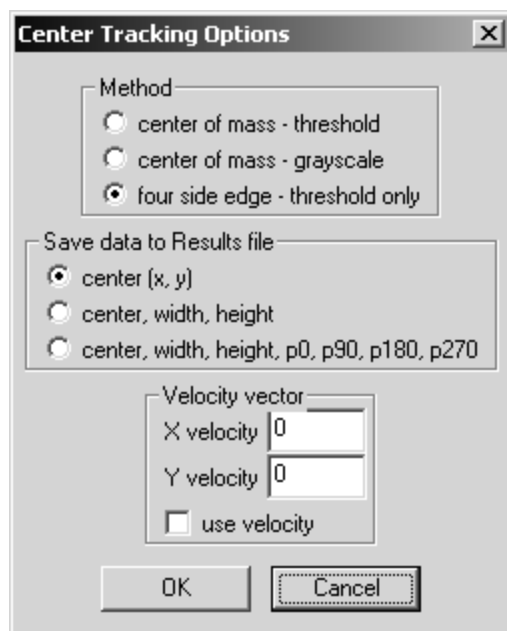 Center Tracking Options
Method
center of mass - threshold
center of mass - grayscale
four side edge - threshold only
Save data to Results file
center (x, y)
center, width, height
center, width, height, p0, p90, p180, p270
Velocity vector
X velocity 0
Y velocity 0
use velocity
OK Cancel